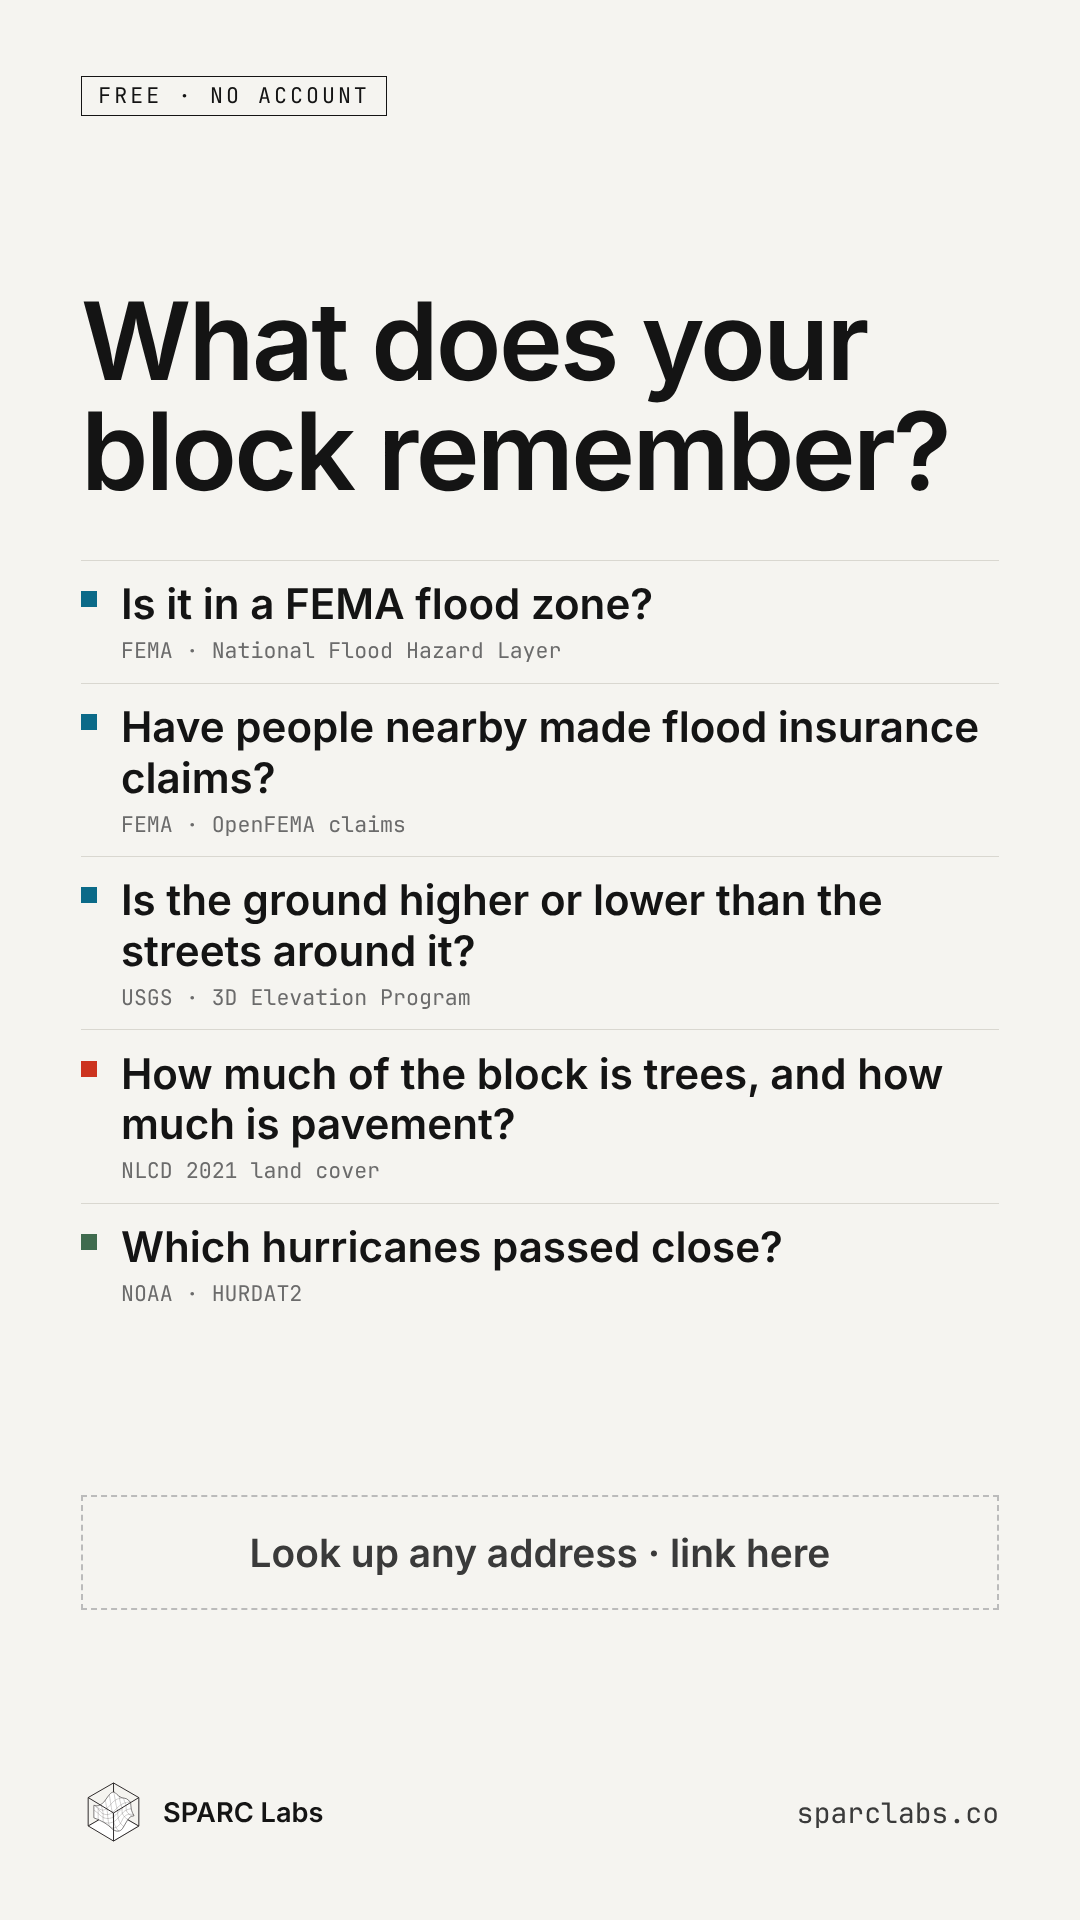 FREE · NO ACCOUNT
What does your
block remember?
Is it in a FEMA flood zone?
FEMA · National Flood Hazard Layer
Have people nearby made flood insurance
claims?
FEMA · OpenFEMA claims
Is the ground higher or lower than the
streets around it?
USGS · 3D Elevation Program
How much of the block is trees, and how
much is pavement?
NLCD 2021 land cover
Which hurricanes passed close?
NOAA · HURDAT2
Look up any address · link here
SPARC Labs
sparclabs.co